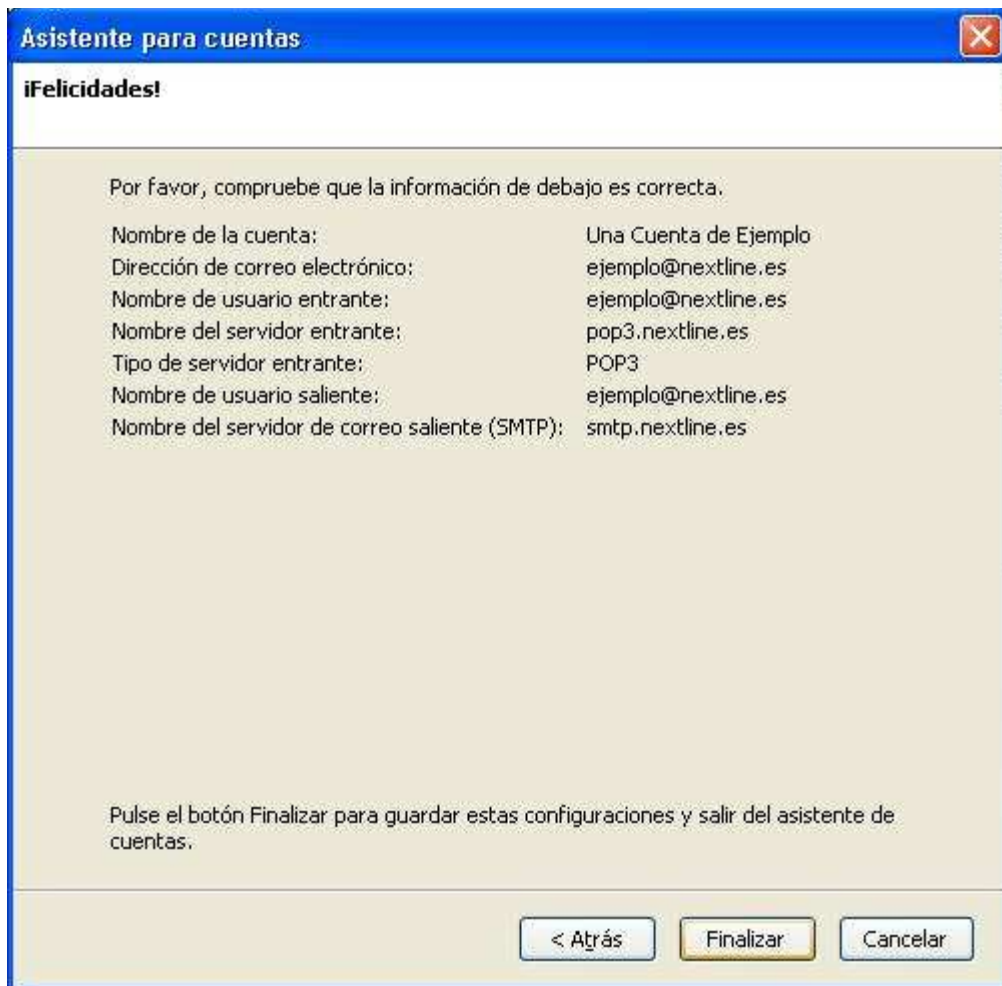 Asistente para cuentas
¡Felicidades!
Por favor, compruebe que la información de debajo es correcta.
Nombre de la cuenta: Una Cuenta de Ejemplo
Dirección de correo electrónico: ejemplo@nextline.es
Nombre de usuario entrante: ejemplo@nextline.es
Nombre del servidor entrante: pop3.nextline.es
Tipo de servidor entrante: POP3
Nombre de usuario saliente: ejemplo@nextline.es
Nombre del servidor de correo saliente (SMTP): smtp.nextline.es
Pulse el botón Finalizar para guardar estas configuraciones y salir del asistente de
cuentas.
< Atrás Finalizar Cancelar